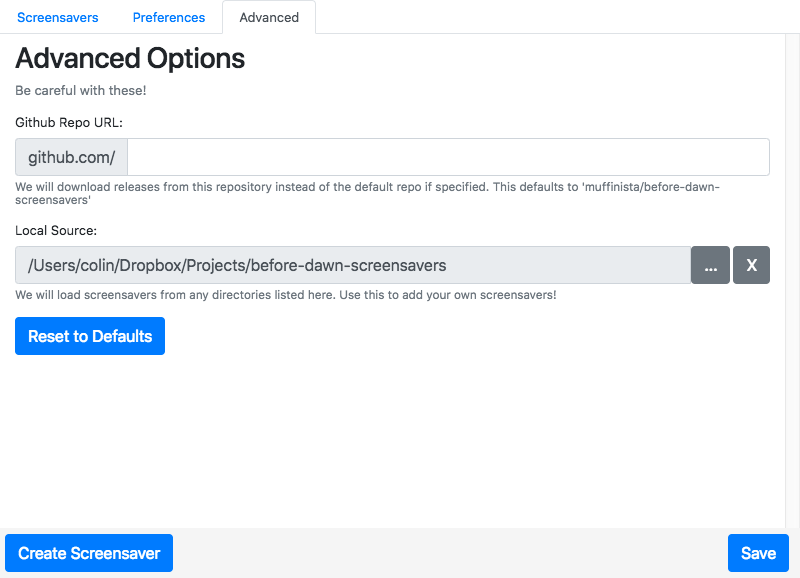 Screensavers Preferences Advanced
Advanced Options
Be careful with these!
Github Repo URL:
github.com/
We will download releases from this repository instead of the default repo if specified. This defaults to 'muffinista/before-dawn-
screensavers'
Local Source:
/Users/colin/Dropbox/Projects/before-dawn-screensavers ... X
We will load screensavers from any directories listed here. Use this to add your own screensavers!
Reset to Defaults
Create Screensaver Save